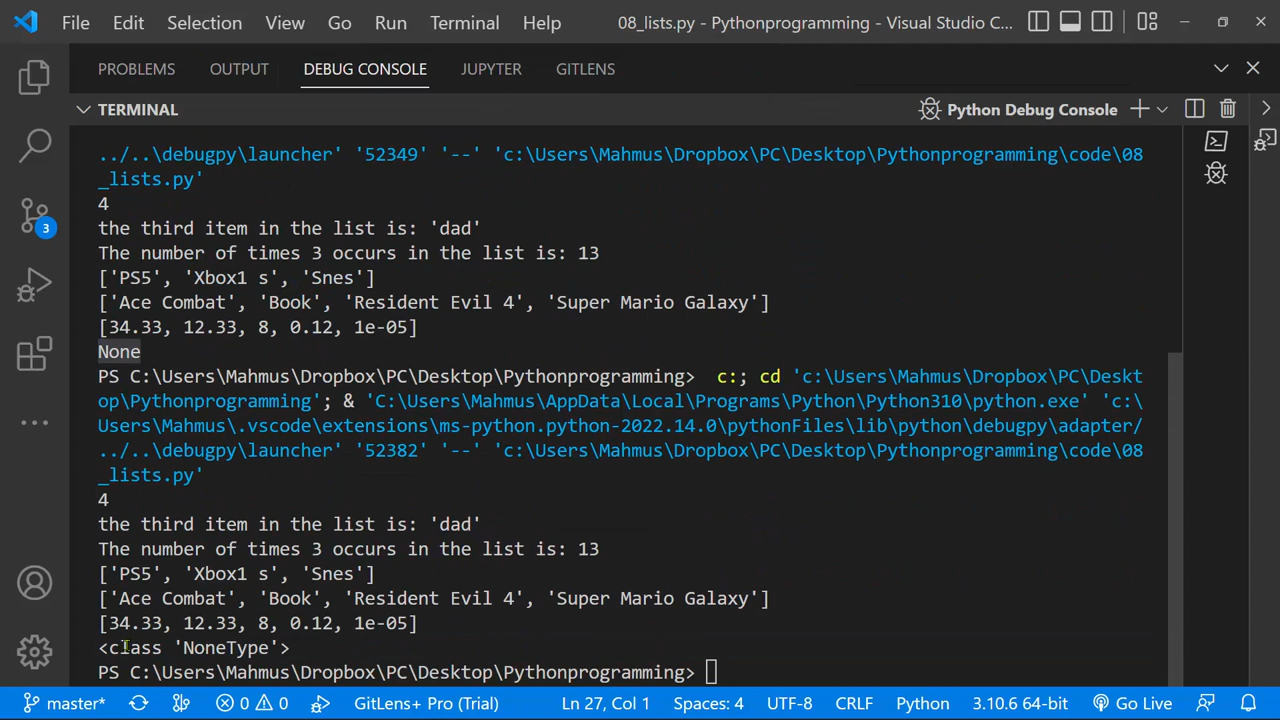 File Edit Selection View Go Run Terminal Help 08_lists.py - Pythonprogramming - Visual Studio C...
PROBLEMS OUTPUT DEBUG CONSOLE JUPYTER GITLENS
TERMINAL Python Debug Console
../..\debugpy\launcher' '52349' '--' 'c:\Users\Mahmus\Dropbox\PC\Desktop\Pythonprogramming\code\08
_lists.py'
4
the third item in the list is: 'dad'
The number of times 3 occurs in the list is: 13
['PS5', 'Xbox1 s', 'Snes']
['Ace Combat', 'Book', 'Resident Evil 4', 'Super Mario Galaxy']
[34.33, 12.33, 8, 0.12, 1e-05]
None
PS C:\Users\Mahmus\Dropbox\PC\Desktop\Pythonprogramming>  c:; cd 'c:\Users\Mahmus\Dropbox\PC\Deskt
op\Pythonprogramming'; & 'C:\Users\Mahmus\AppData\Local\Programs\Python\Python310\python.exe' 'c:\
Users\Mahmus\.vscode\extensions\ms-python.python-2022.14.0\pythonFiles\lib\python\debugpy\adapter/
../..\debugpy\launcher' '52382' '--' 'c:\Users\Mahmus\Dropbox\PC\Desktop\Pythonprogramming\code\08
_lists.py'
4
the third item in the list is: 'dad'
The number of times 3 occurs in the list is: 13
['PS5', 'Xbox1 s', 'Snes']
['Ace Combat', 'Book', 'Resident Evil 4', 'Super Mario Galaxy']
[34.33, 12.33, 8, 0.12, 1e-05]
<class 'NoneType'>
PS C:\Users\Mahmus\Dropbox\PC\Desktop\Pythonprogramming>
3
master* 0 0 GitLens+ Pro (Trial) Ln 27, Col 1 Spaces: 4 UTF-8 CRLF Python 3.10.6 64-bit Go Live